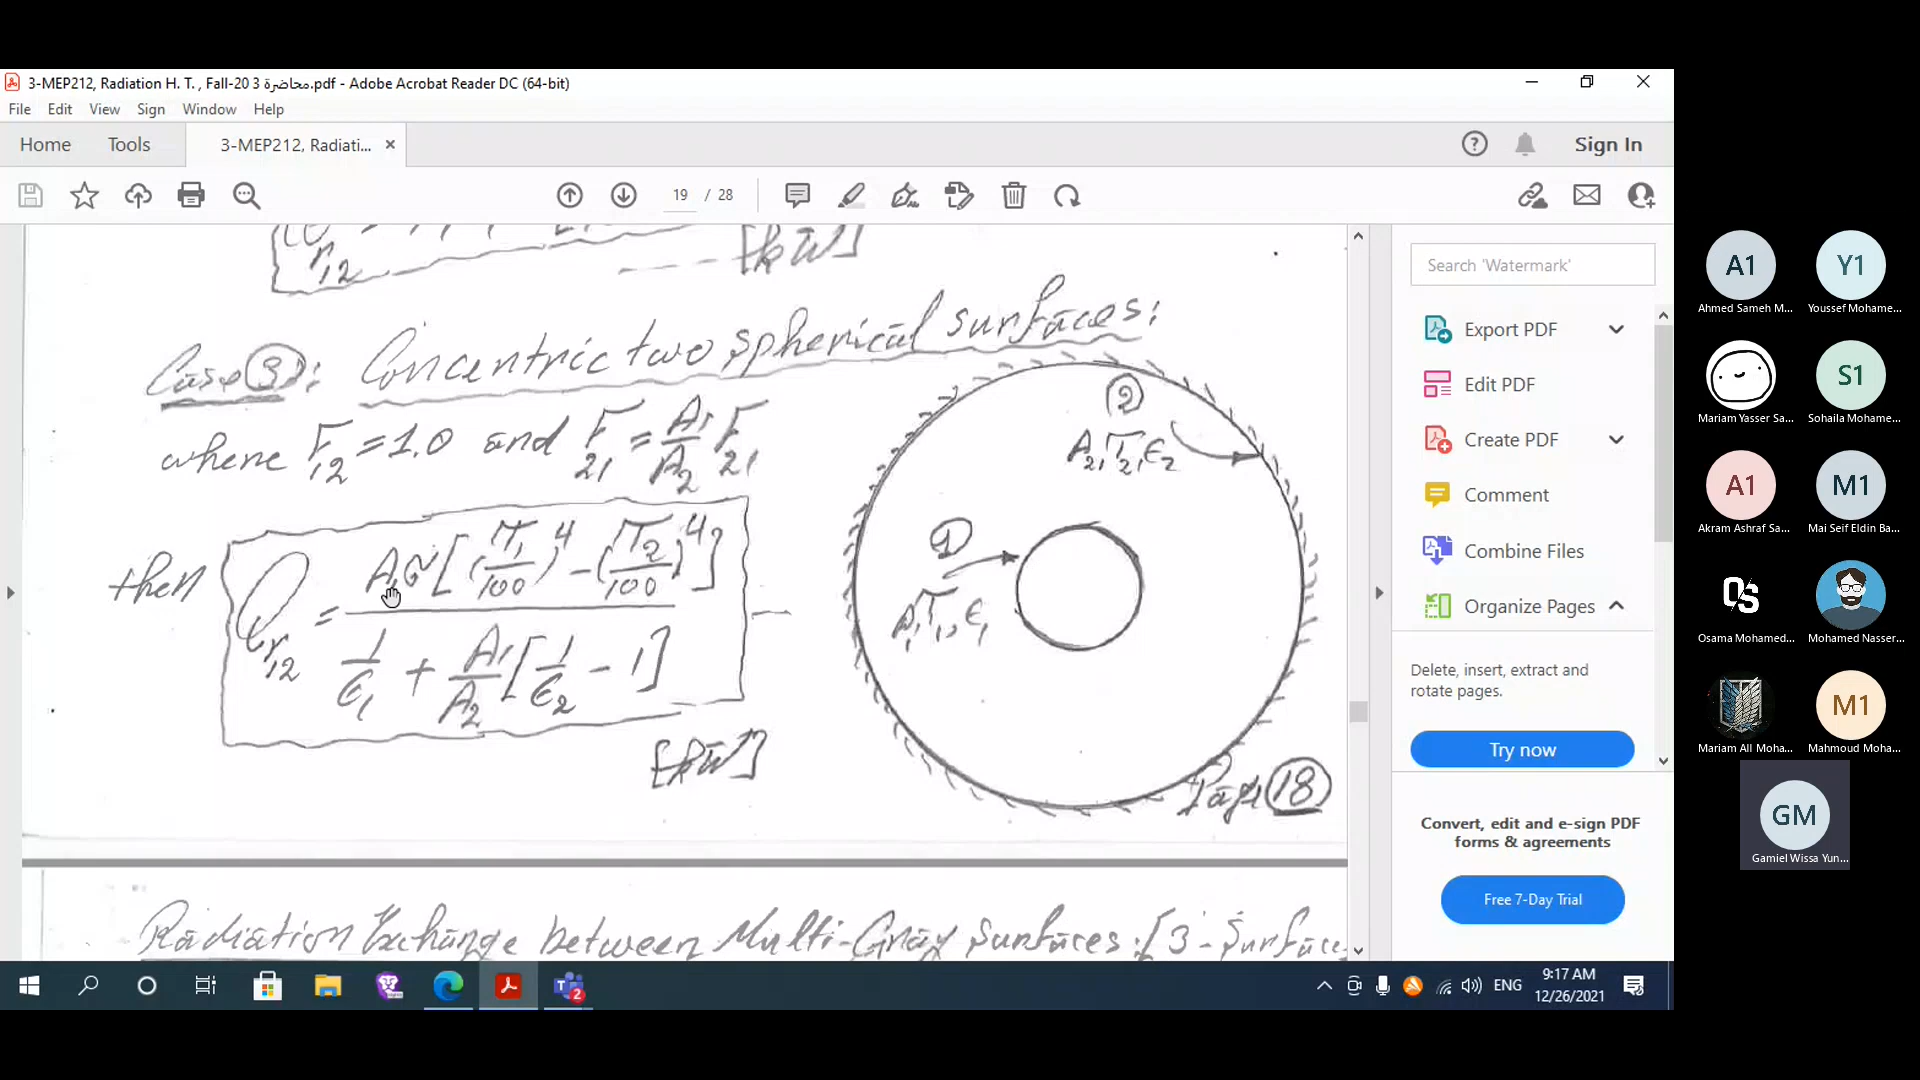 3-MEP212, Radiation H. T. , Fall-20 محاضرة 3.pdf - Adobe Acrobat Reader DC (64-bit)
File Edit View Sign Window Help
Home Tools 3-MEP212, Radiati... × Sign In
19 / 28
[kW]
Case (3): Concentric two spherical surfaces:
where F12 = 1.0 and F21 = A1/A2 F21
then Qr12 = A1σ[(T1/100)^4 - (T2/100)^4] / (1/ϵ1 + A1/A2 [1/ϵ2 - 1])
[kW]
(2)
A2, T2, ϵ2
(1)
A1, T1, ϵ1
Page (18)
Radiation Exchange between Multi-Gray Surfaces: [3-Surface
Search 'Watermark'
Export PDF
Edit PDF
Create PDF
Comment
Combine Files
Organize Pages
Delete, insert, extract and
rotate pages.
Try now
Convert, edit and e-sign PDF
forms & agreements
Free 7-Day Trial
A1 Y1
Ahmed Sameh M... Youssef Mohame...
S1
Mariam Yasser Sa... Sohaila Mohame...
A1 M1
Akram Ashraf Sa... Mai Seif Eldin Ba...
OS
Osama Mohamed... Mohamed Nasser...
M1
Mariam All Moha... Mahmoud Moha...
GM
Gamiel Wissa Yun...
2
ENG
9:17 AM
12/26/2021